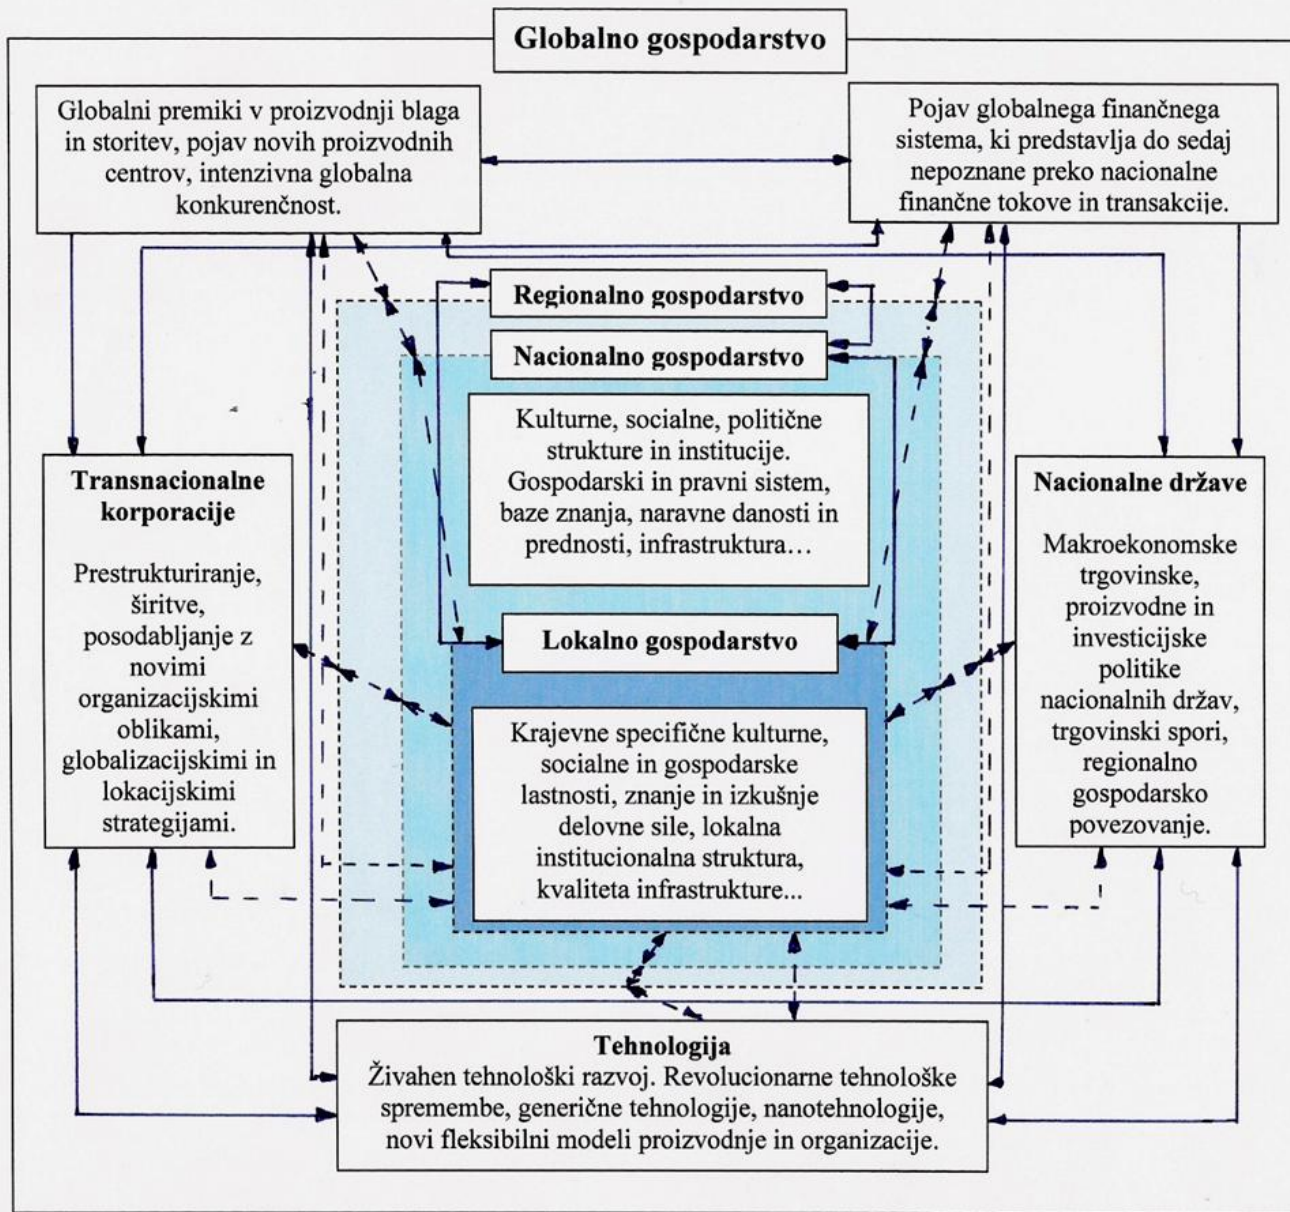 Globalno gospodarstvo
Globalni premiki v proizvodnji blaga
in storitev, pojav novih proizvodnih
centrov, intenzivna globalna
konkurenčnost.
Pojav globalnega finančnega
sistema, ki predstavlja do sedaj
nepoznane preko nacionalne
finančne tokove in transakcije.
Regionalno gospodarstvo
Nacionalno gospodarstvo
Kulturne, socialne, politične
strukture in institucije.
Gospodarski in pravni sistem,
baze znanja, naravne danosti in
prednosti, infrastruktura…
Transnacionalne
korporacije
Prestrukturiranje,
širitve,
posodabljanje z
novimi
organizacijskimi
oblikami,
globalizacijskimi in
lokacijskimi
strategijami.
Nacionalne države
Makroekonomske
trgovinske,
proizvodne in
investicijske
politike
nacionalnih držav,
trgovinski spori,
regionalno
gospodarsko
povezovanje.
Lokalno gospodarstvo
Krajevne specifične kulturne,
socialne in gospodarske
lastnosti, znanje in izkušnje
delovne sile, lokalna
institucionalna struktura,
kvaliteta infrastrukture...
Tehnologija
Živahen tehnološki razvoj. Revolucionarne tehnološke
spremembe, generične tehnologije, nanotehnologije,
novi fleksibilni modeli proizvodnje in organizacije.